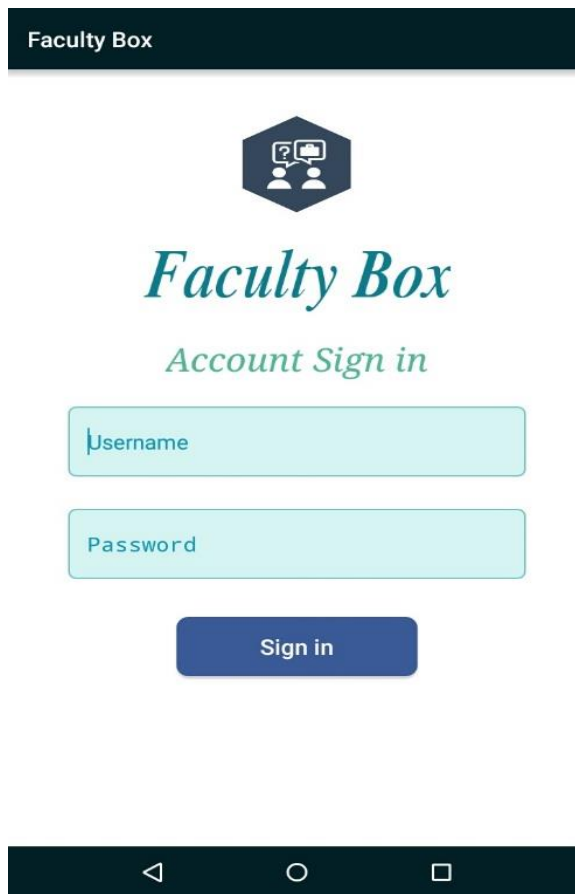 Faculty Box
?
Faculty Box
Account Sign in
Username
Password
Sign in